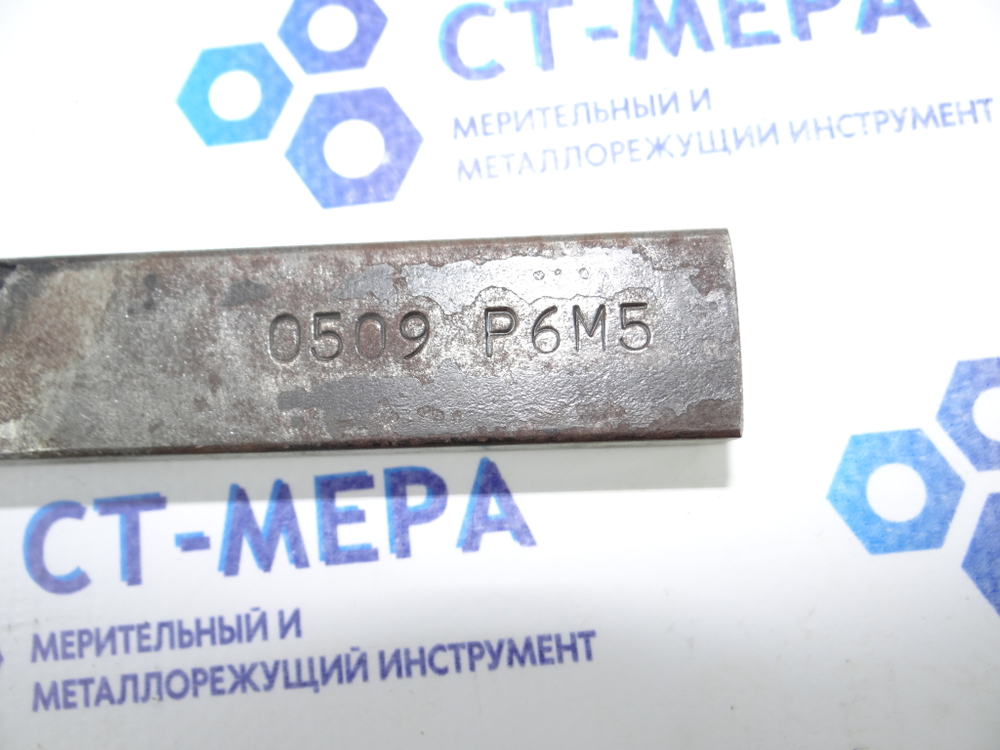 СТ-МЕРА
МЕРИТЕЛЬНЫЙ И
МЕТАЛЛОРЕЖУЩИЙ ИНСТРУМЕНТ
0509 Р6М5
СТ-МЕРА
МЕРИТЕЛЬНЫЙ И
МЕТАЛЛОРЕЖУЩИЙ ИНСТРУМЕНТ